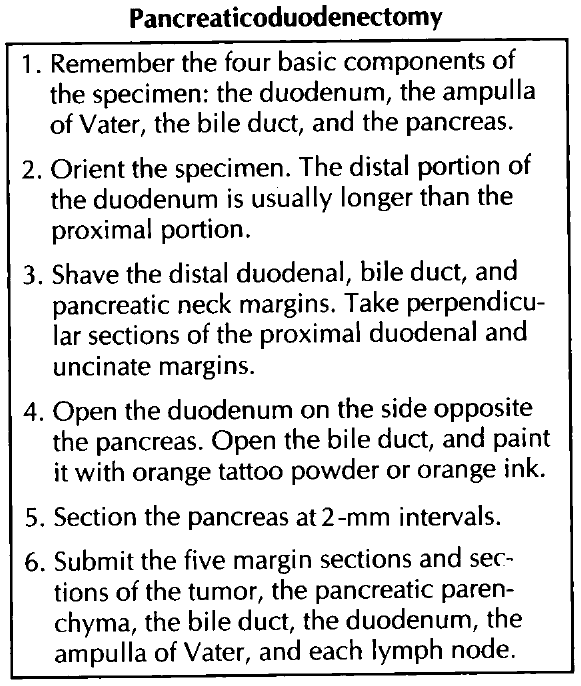 Pancreaticoduodenectomy
1. Remember the four basic components of
the specimen: the duodenum, the ampulla
of Vater, the bile duct, and the pancreas.
2. Orient the specimen. The distal portion of
the duodenum is usually longer than the
proximal portion.
3. Shave the distal duodenal, bile duct, and
pancreatic neck margins. Take perpendicu-
lar sections of the proximal duodenal and
uncinate margins.
4. Open the duodenum on the side opposite
the pancreas. Open the bile duct, and paint
it with orange tattoo powder or orange ink.
5. Section the pancreas at 2-mm intervals.
6. Submit the five margin sections and sec-
tions of the tumor, the pancreatic paren-
chyma, the bile duct, the duodenum, the
ampulla of Vater, and each lymph node.